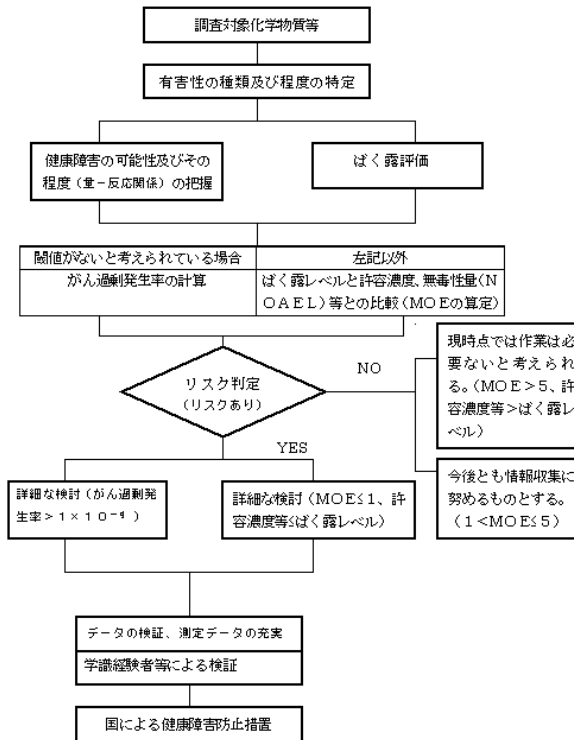 調査対象化学物質等
有害性の種類及び程度の特定
健康障害の可能性及びその
程度（量－反応関係）の把握
ばく露評価
閾値がないと考えられている場合
左記以外
がん過剰発生率の計算
ばく露レベルと許容濃度、無毒性量（N
OAEL）等との比較（MOEの算定）
リスク判定
（リスクあり）
NO
現時点では作業は必
要ないと考えられ
る。（MOE＞5、許
容濃度等＞ばく露レ
ベル）
今後とも情報収集に
努めるものとする。
（1＜MOE≦5）
YES
詳細な検討（がん過剰発
生率＞1×10
詳細な検討（MOE≦1、許
容濃度等≦ばく露レベル）
データの検証、測定データの充実
学識経験者等による検証
国による健康障害防止措置